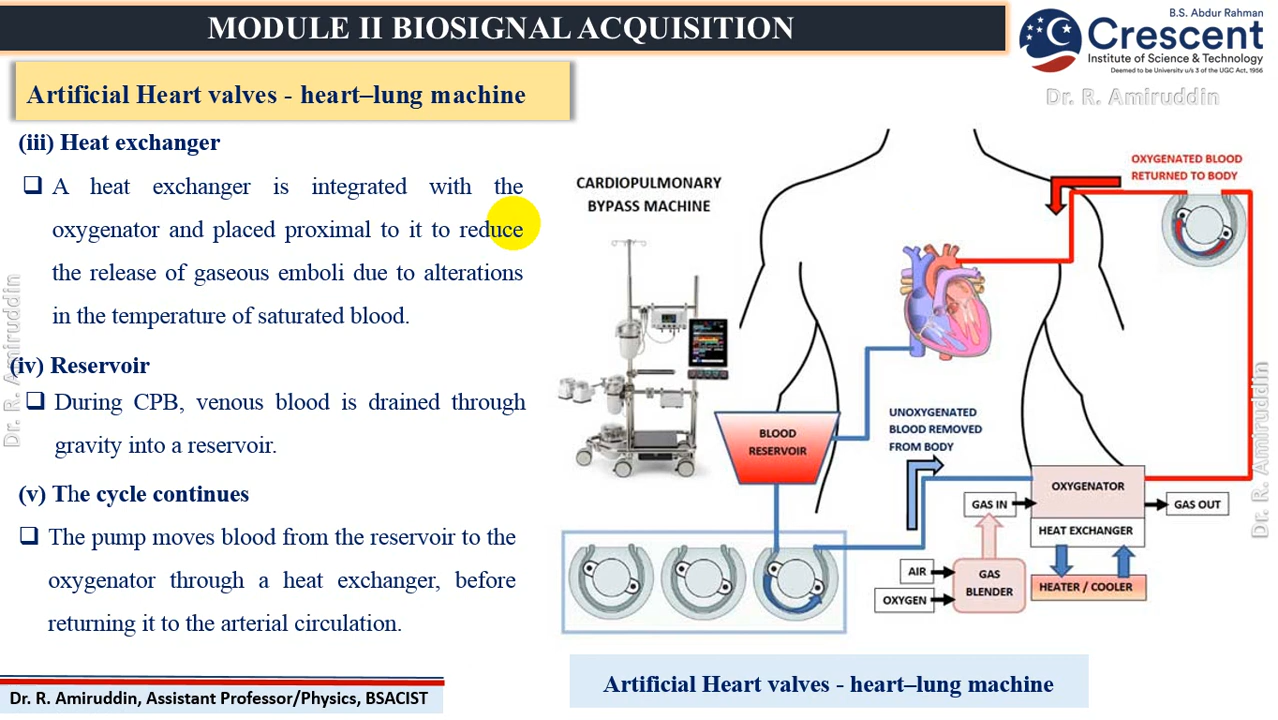 MODULE II BIOSIGNAL ACQUISITION
B.S. Abdur Rahman
Crescent
Institute of Science & Technology
Deemed to be University u/s 3 of the UGC Act, 1956
Dr. R. Amiruddin
Artificial Heart valves - heart–lung machine
(iii) Heat exchanger
A heat exchanger is integrated with the
oxygenator and placed proximal to it to reduce
the release of gaseous emboli due to alterations
in the temperature of saturated blood.
(iv) Reservoir
During CPB, venous blood is drained through
gravity into a reservoir.
(v) The cycle continues
The pump moves blood from the reservoir to the
oxygenator through a heat exchanger, before
returning it to the arterial circulation.
Dr. R. Amiruddin
CARDIOPULMONARY
BYPASS MACHINE
OXYGENATED BLOOD
RETURNED TO BODY
UNOXYGENATED
BLOOD REMOVED
FROM BODY
BLOOD
RESERVOIR
OXYGENATOR
GAS IN
GAS OUT
HEAT EXCHANGER
AIR
OXYGEN
GAS
BLENDER
HEATER / COOLER
Dr. R. Amiruddin
Artificial Heart valves - heart–lung machine
Dr. R. Amiruddin, Assistant Professor/Physics, BSACIST